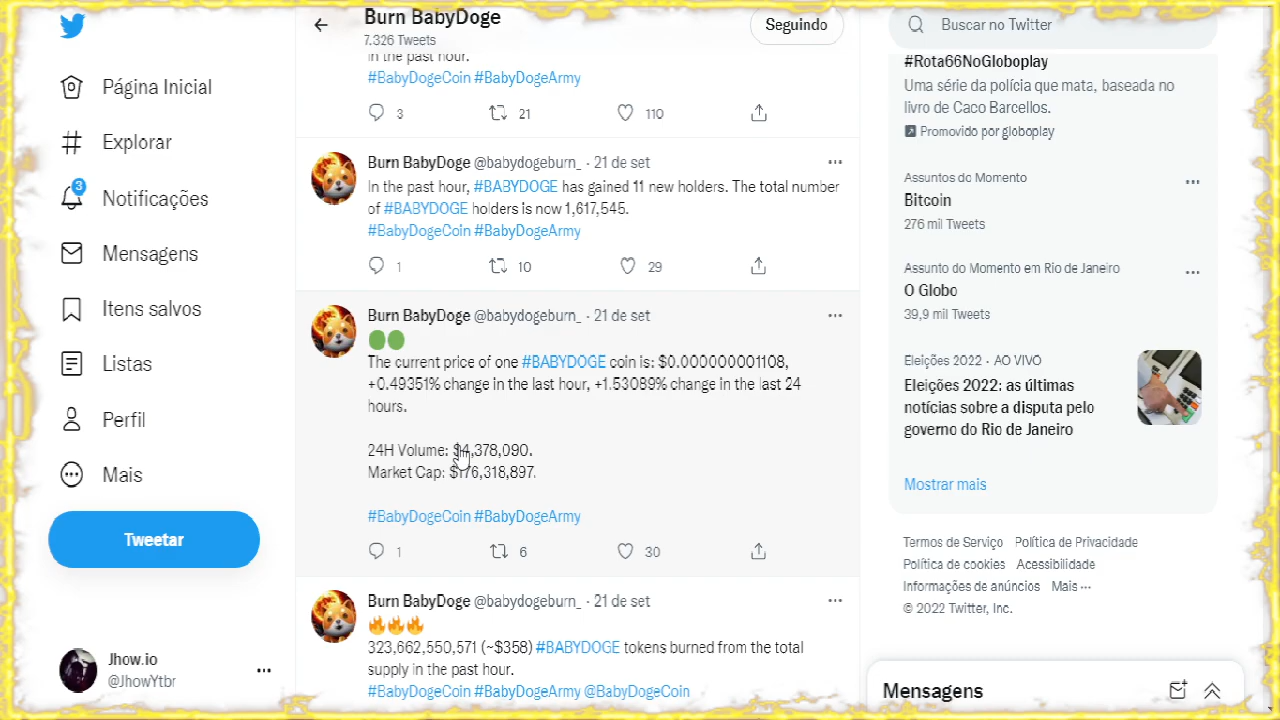 Burn BabyDoge
7.326 Tweets
Seguindo
Buscar no Twitter
Página Inicial
Explorar
3
Notificações
Mensagens
Itens salvos
Listas
Perfil
Mais
Tweetar
Jhow.io
@JhowYtbr
in the past hour.
#BabyDogeCoin #BabyDogeArmy
3 21 110
Burn BabyDoge @babydogeburn_ · 21 de set
In the past hour, #BABYDOGE has gained 11 new holders. The total number
of #BABYDOGE holders is now 1,617,545.
#BabyDogeCoin #BabyDogeArmy
1 10 29
Burn BabyDoge @babydogeburn_ · 21 de set
The current price of one #BABYDOGE coin is: $0.000000001108,
+0.49351% change in the last hour, +1.53089% change in the last 24
hours.
24H Volume: $4,378,090.
Market Cap: $176,318,897.
#BabyDogeCoin #BabyDogeArmy
1 6 30
Burn BabyDoge @babydogeburn_ · 21 de set
🔥🔥🔥
323,662,550,571 (~$358) #BABYDOGE tokens burned from the total
supply in the past hour.
#BabyDogeCoin #BabyDogeArmy @BabyDogeCoin
#Rota66NoGloboplay
Uma série da polícia que mata, baseada no
livro de Caco Barcellos.
Promovido por globoplay
Assuntos do Momento
Bitcoin
276 mil Tweets
Assunto do Momento em Rio de Janeiro
O Globo
39,9 mil Tweets
Eleições 2022 · AO VIVO
Eleições 2022: as últimas
notícias sobre a disputa pelo
governo do Rio de Janeiro
Mostrar mais
Termos de Serviço Política de Privacidade
Política de cookies Acessibilidade
Informações de anúncios Mais ···
© 2022 Twitter, Inc.
Mensagens